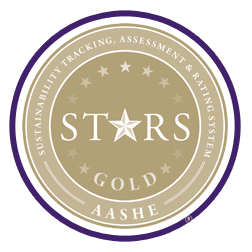 SUSTAINABILITY TRACKING, ASSESSMENT & RATING SYSTEM
STARS
GOLD
AASHE